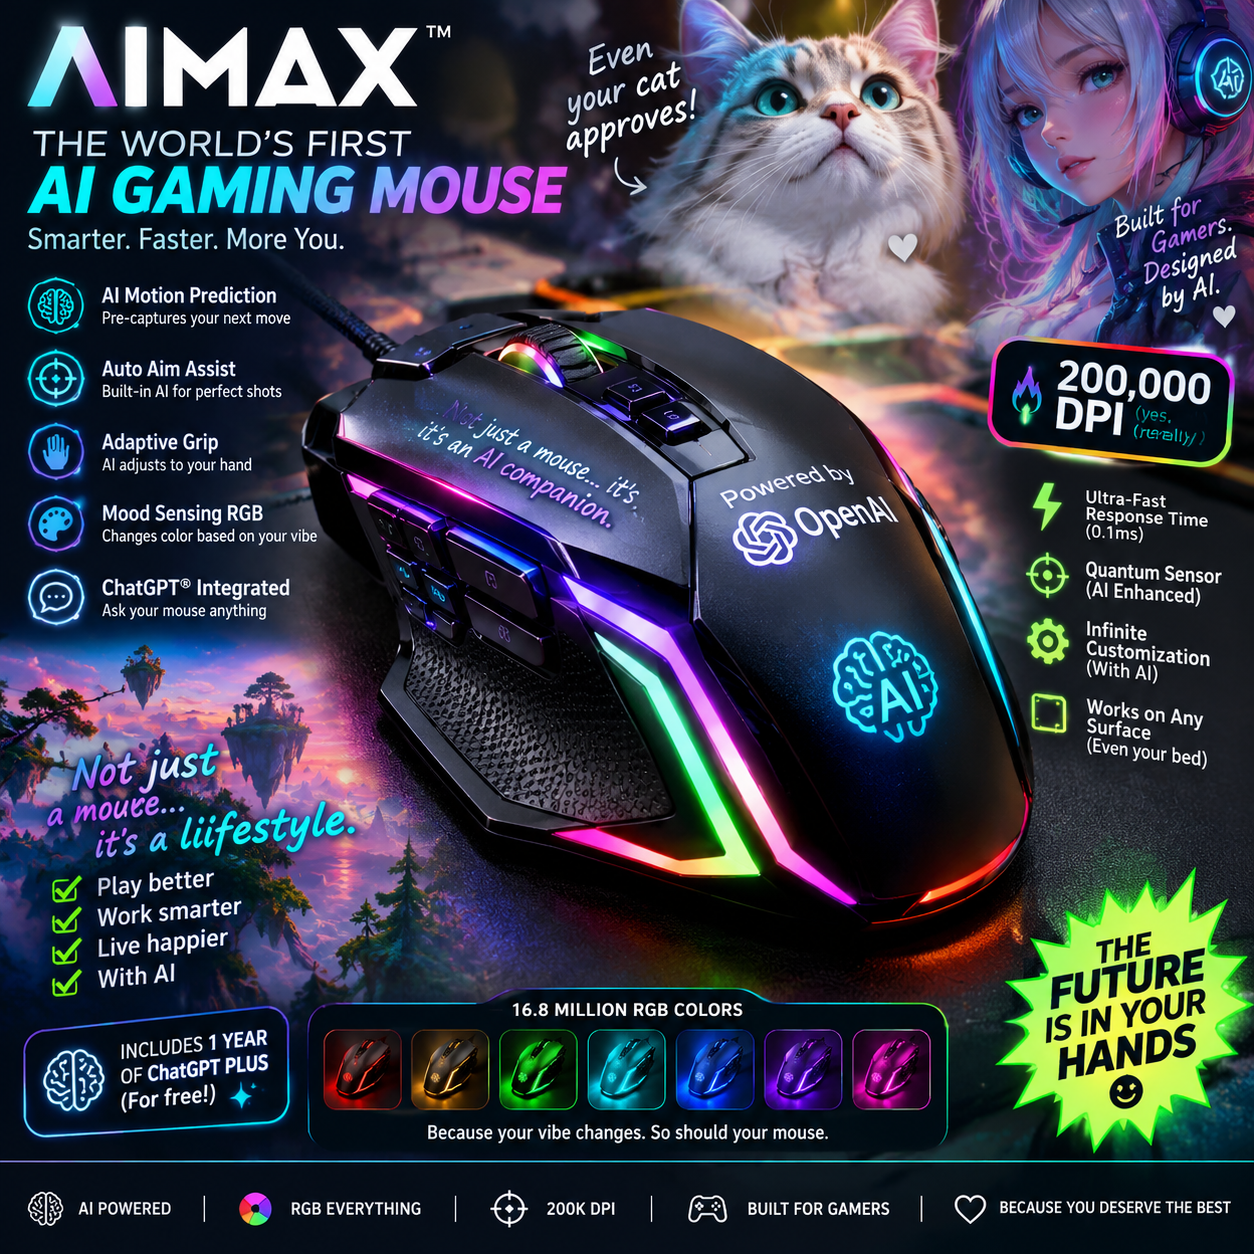 AIMAX™
THE WORLD'S FIRST
AI GAMING MOUSE
Smarter. Faster. More You.
AI Motion Prediction
Pre-captures your next move
Auto Aim Assist
Built-in AI for perfect shots
Adaptive Grip
AI adjusts to your hand
Mood Sensing RGB
Changes color based on your vibe
ChatGPT® Integrated
Ask your mouse anything
Even
your cat
approves!
Built for
Gamers.
Designed
by AI.
AI
200,000
DPI
(yes,
Not just a mouse... it's
it's an AI companion.
Powered by
OpenAI
AI
Ultra-Fast
Response Time
(0.1ms)
Quantum Sensor
(AI Enhanced)
Infinite
Customization
(With AI)
Works on Any
Surface
(Even your bed)
Not just
a moure...
it's a liifestyle.
Play better
Work smarter
Live happier
With AI
INCLUDES 1 YEAR
OF ChatGPT PLUS
(For free!)
16.8 MILLION RGB COLORS
Because your vibe changes. So should your mouse.
THE
FUTURE
IS IN YOUR
HANDS
AI POWERED
RGB EVERYTHING
200K DPI
BUILT FOR GAMERS
BECAUSE YOU DESERVE THE BEST